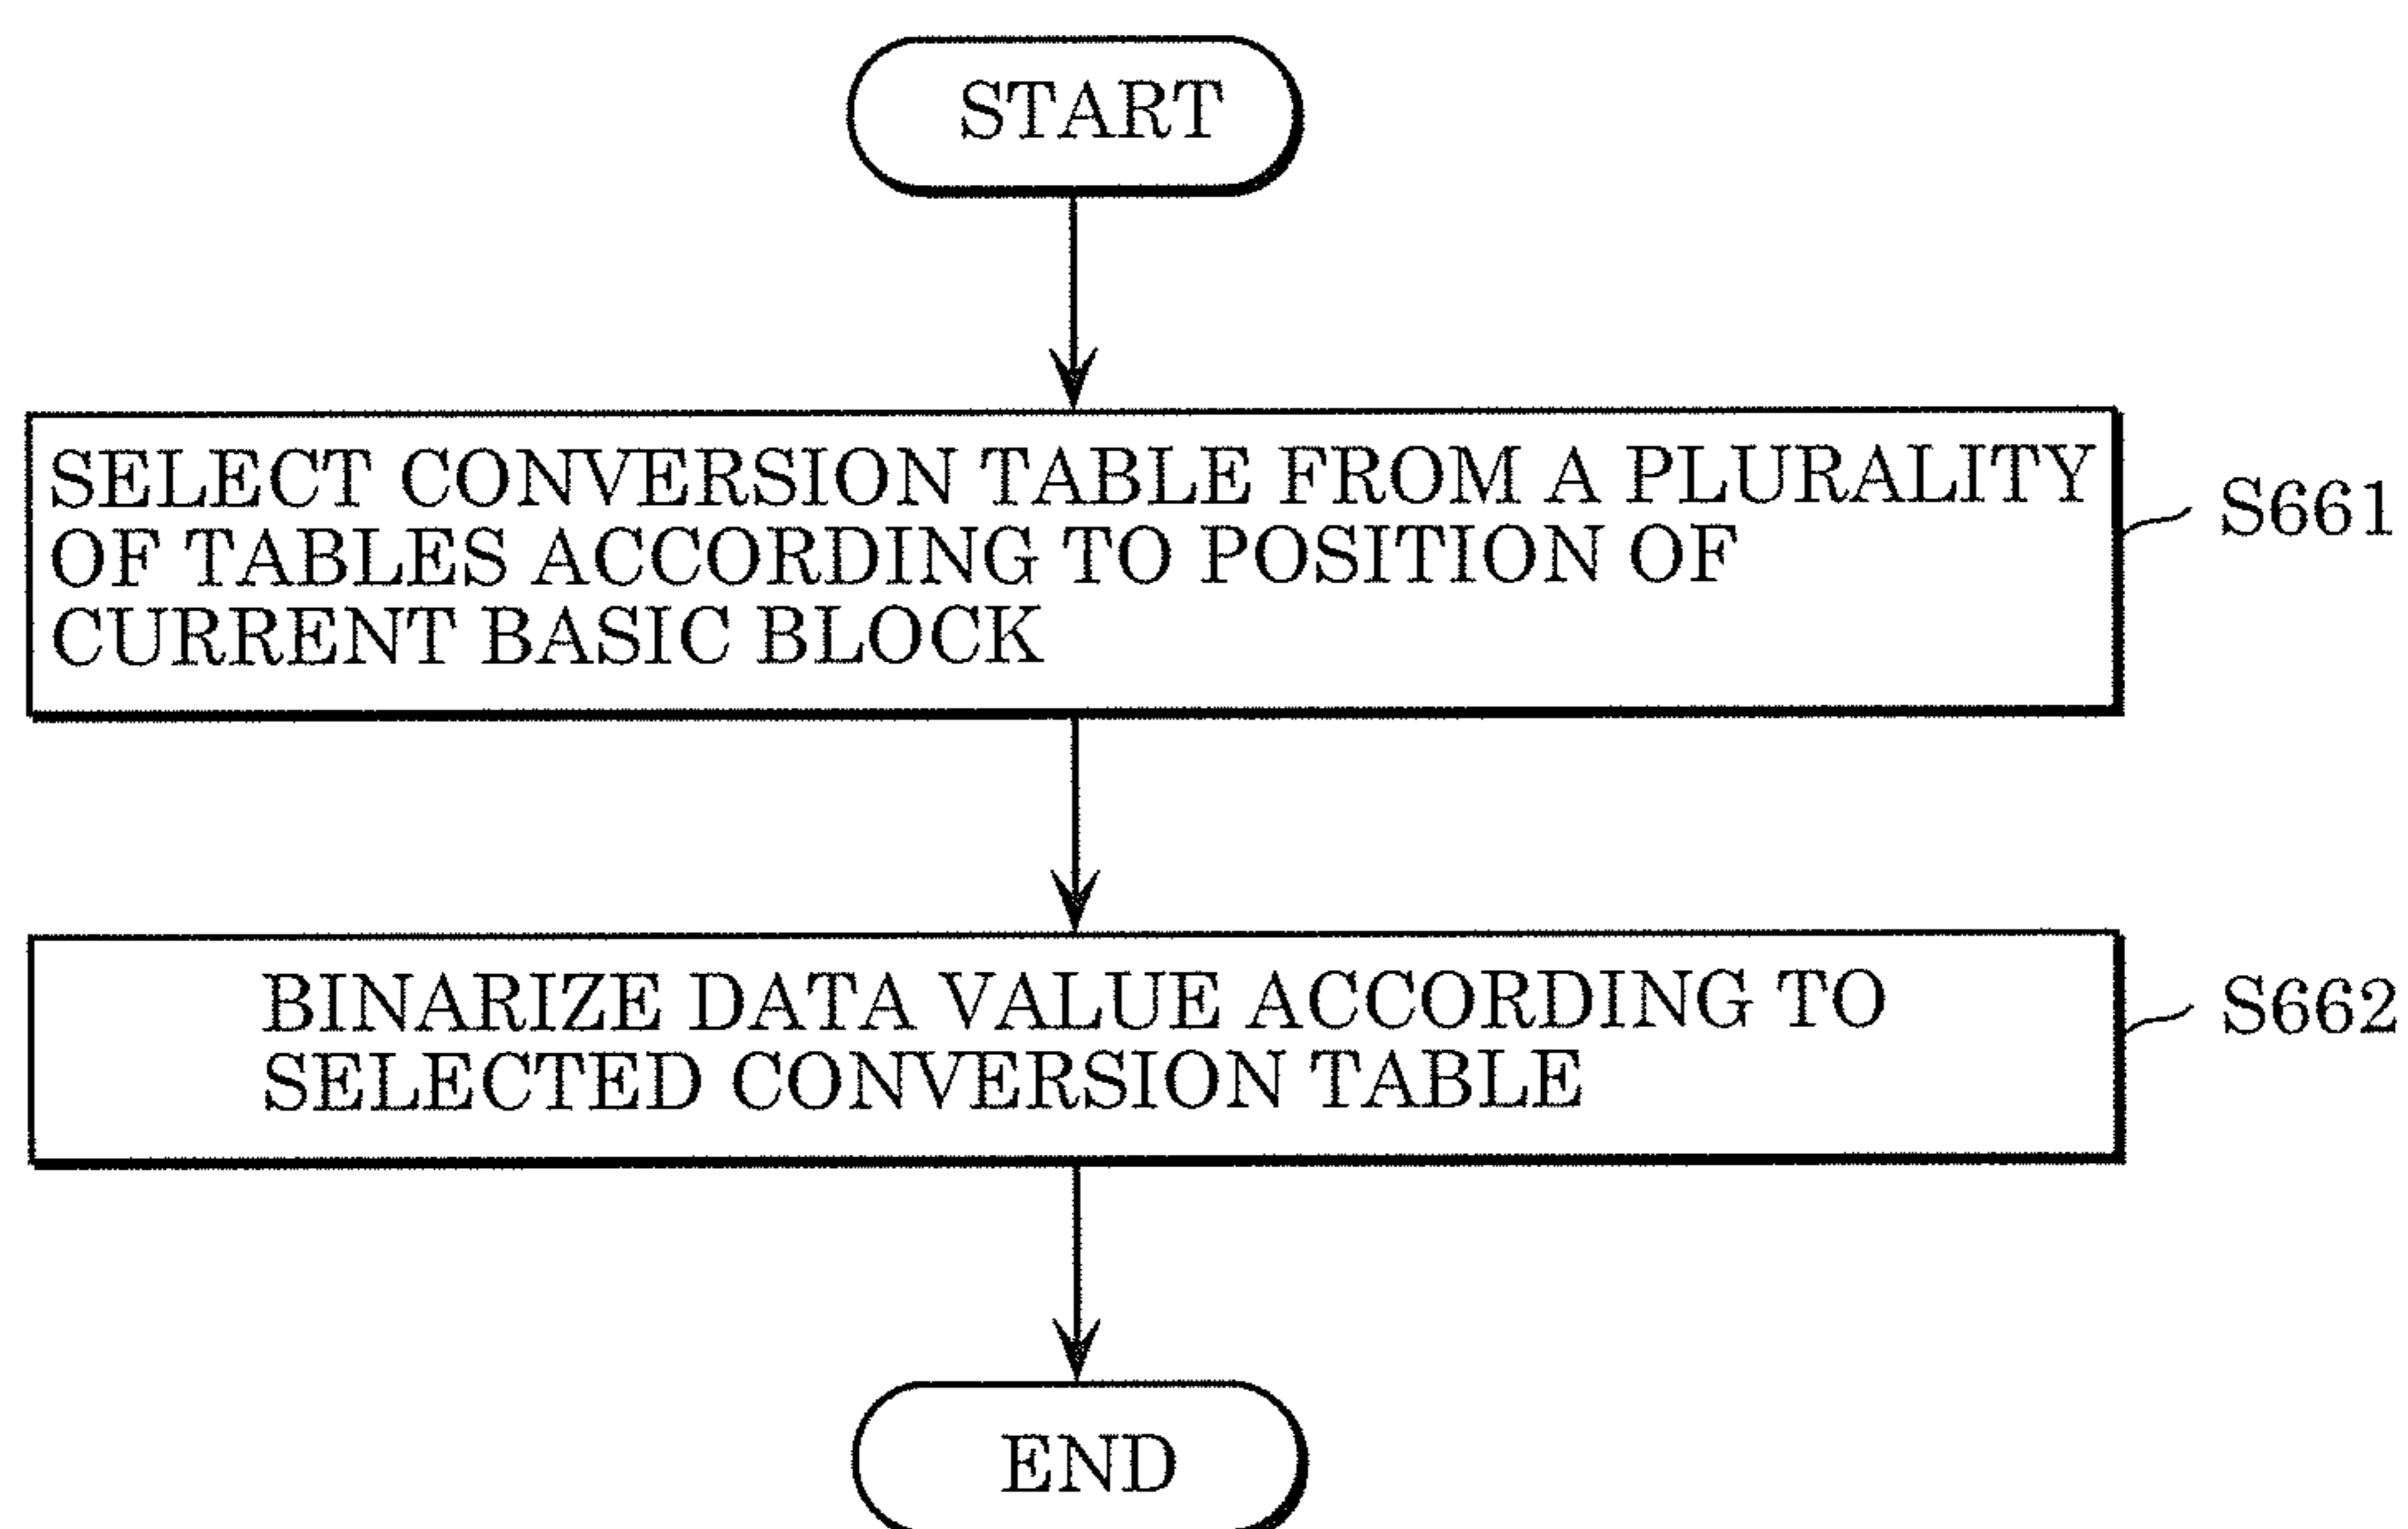 START
SELECT CONVERSION TABLE FROM A PLURALITY
OF TABLES ACCORDING TO POSITION OF
CURRENT BASIC BLOCK
S661
BINARIZE DATA VALUE ACCORDING TO
SELECTED CONVERSION TABLE
S662
END